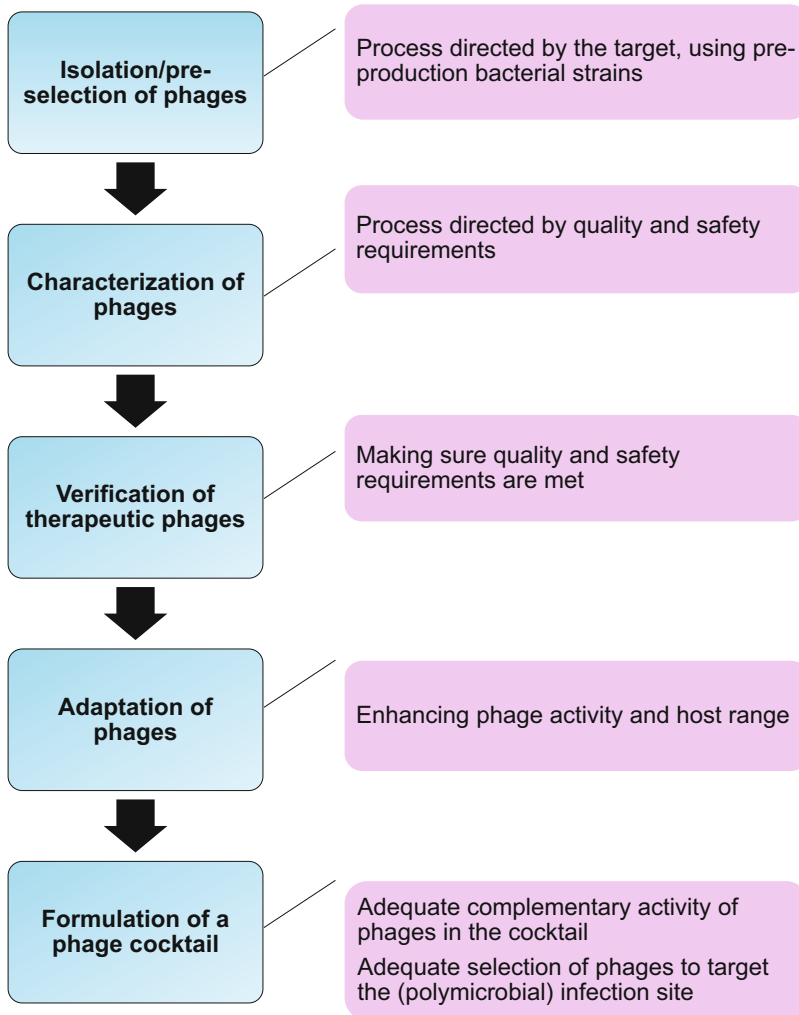 Isolation/pre-
selection of phages
Process directed by the target, using pre-
production bacterial strains
Characterization of
phages
Process directed by quality and safety
requirements
Verification of
therapeutic phages
Making sure quality and safety
requirements are met
Adaptation of
phages
Enhancing phage activity and host range
Formulation of a
phage cocktail
Adequate complementary activity of
phages in the cocktail
Adequate selection of phages to target
the (polymicrobial) infection site